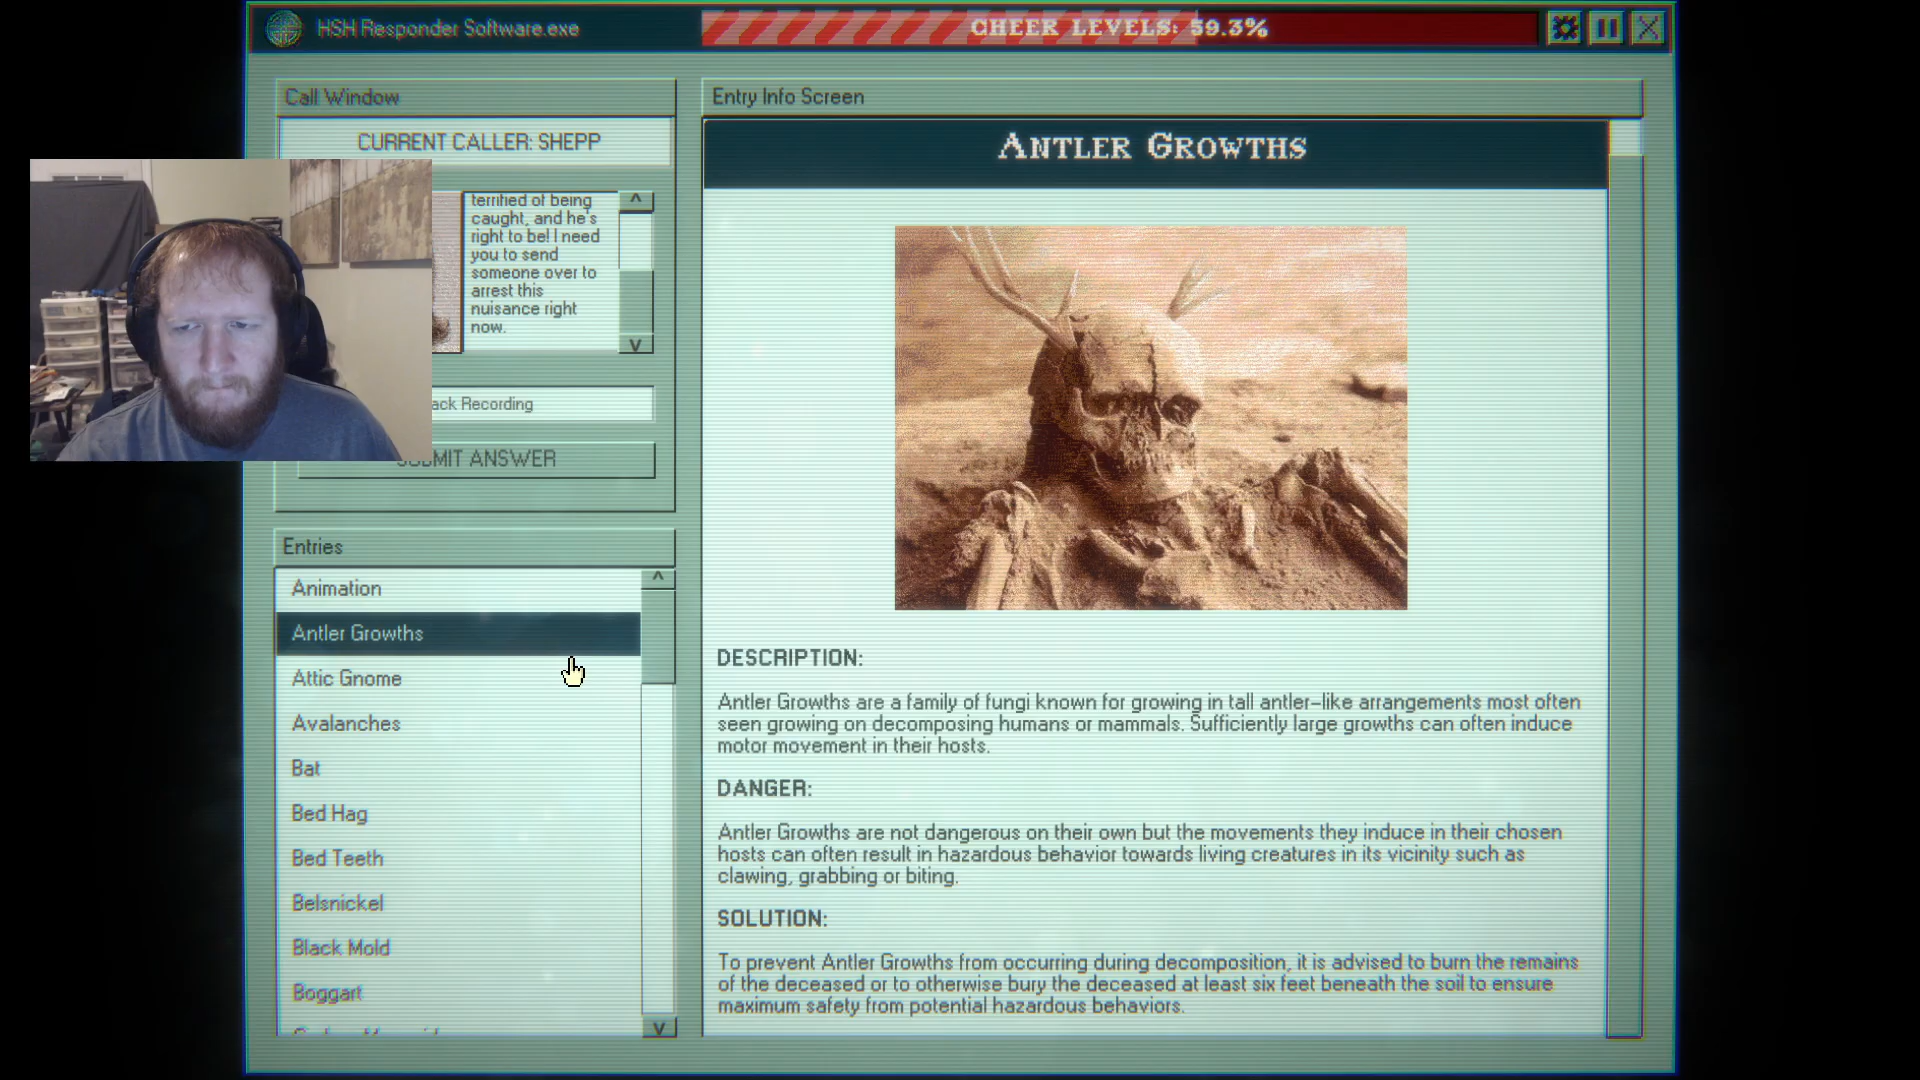 HSH Responder Software.exe
CHEER LEVELS: 59.3%
Call Window
CURRENT CALLER: SHEPP
terrified of being
caught, and he's
right to be! I need
you to send
someone over to
arrest this
nuisance right
now.
Recording
SUBMIT ANSWER
Entries
Animation
Antler Growths
Attic Gnome
Avalanches
Bat
Bed Hag
Bed Teeth
Belsnickel
Black Mold
Boggart
Entry Info Screen
ANTLER GROWTHS
DESCRIPTION:
Antler Growths are a family of fungi known for growing in tall antler-like arrangements most often
seen growing on decomposing humans or mammals. Sufficiently large growths can often induce
motor movement in their hosts.
DANGER:
Antler Growths are not dangerous on their own but the movements they induce in their chosen
hosts can often result in hazardous behavior towards living creatures in its vicinity such as
clawing, grabbing or biting.
SOLUTION:
To prevent Antler Growths from occurring during decomposition, it is advised to burn the remains
of the deceased or to otherwise bury the deceased at least six feet beneath the soil to ensure
maximum safety from potential hazardous behaviors.